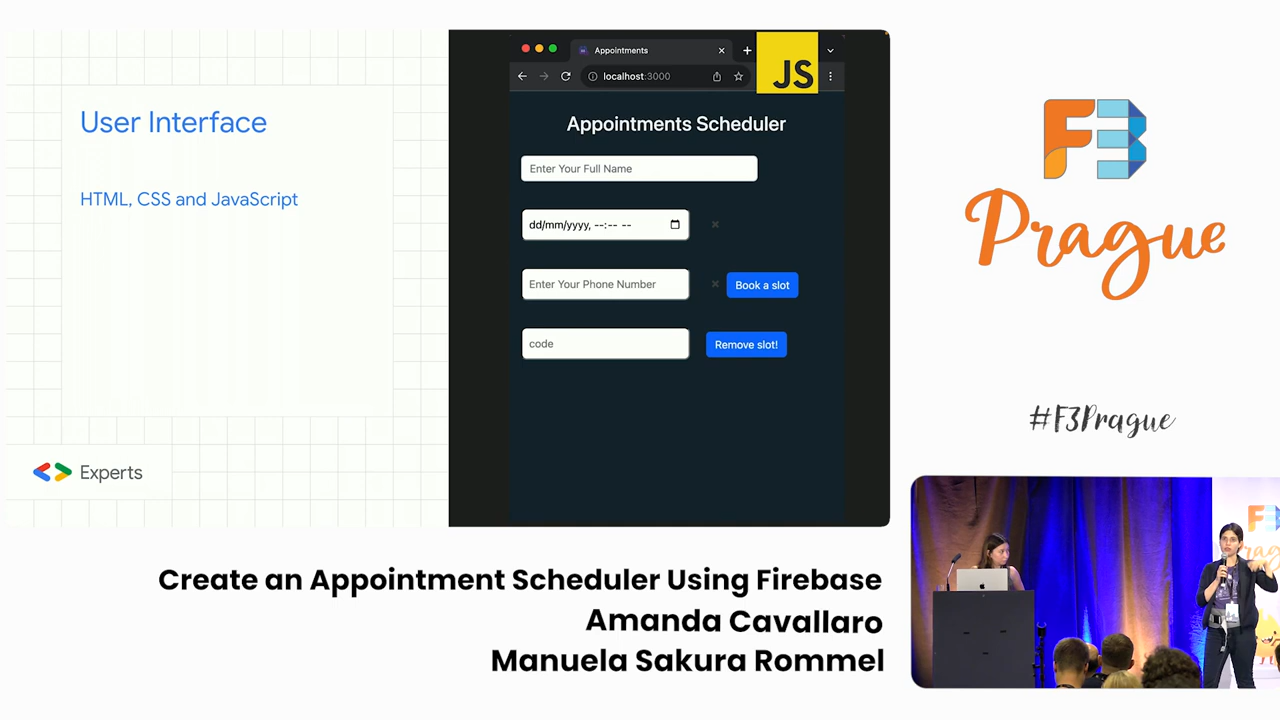 User Interface
HTML, CSS and JavaScript
Experts
Appointments
localhost:3000
JS
Appointments Scheduler
Enter Your Full Name
dd/mm/yyyy, --:-- --
Enter Your Phone Number
Book a slot
code
Remove slot!
F3
Prague
#F3Prague
F3
Create an Appointment Scheduler Using Firebase
Amanda Cavallaro
Manuela Sakura Rommel